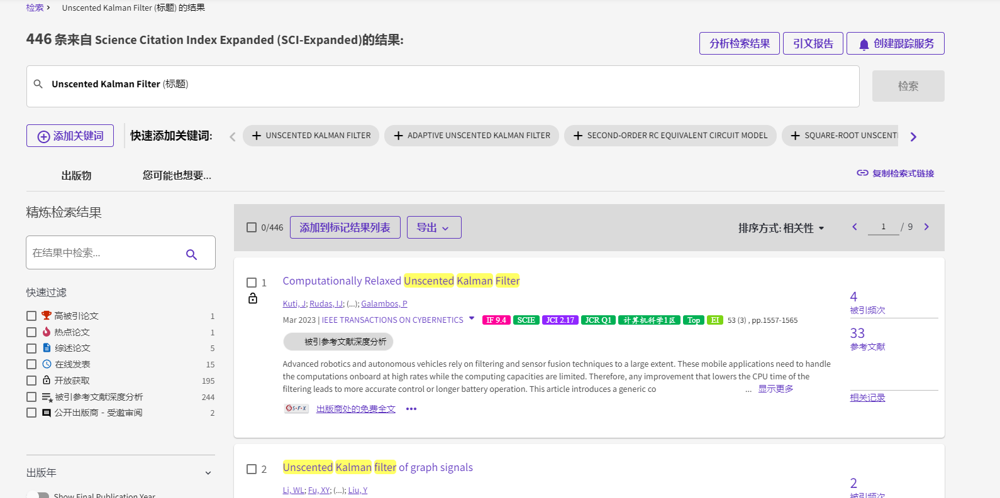 检索 > Unscented Kalman Filter (标题) 的结果
446 条来自 Science Citation Index Expanded (SCI-Expanded)的结果:
分析检索结果 引文报告 创建跟踪服务
Unscented Kalman Filter (标题)
检索
添加关键词 快速添加关键词: UNSCENTED KALMAN FILTER ADAPTIVE UNSCENTED KALMAN FILTER SECOND-ORDER RC EQUIVALENT CIRCUIT MODEL SQUARE-ROOT UNSCENT
出版物 您可能也想要...
复制检索式链接
精炼检索结果
在结果中检索...
快速过滤
高被引论文 1
热点论文 1
综述论文 5
在线发表 15
开放获取 195
被引参考文献深度分析 244
公开出版商 - 受邀审阅 2
出版年
Show Final Publication Year
0/446 添加到标记结果列表 导出 排序方式: 相关性 1 / 9
1 Computationally Relaxed Unscented Kalman Filter
Kuti, J; Rudas, IJ; (...); Galambos, P
Mar 2023 | IEEE TRANSACTIONS ON CYBERNETICS IF 9.4 SCIE JCI 2.17 JCR Q1 计算机科学1区 Top EI 53 (3) , pp.1557-1565
被引参考文献深度分析
Advanced robotics and autonomous vehicles rely on filtering and sensor fusion techniques to a large extent. These mobile applications need to handle
the computations onboard at high rates while the computing capacities are limited. Therefore, any improvement that lowers the CPU time of the
filtering leads to more accurate control or longer battery operation. This article introduces a generic co ... 显示更多
S·F·X 出版商处的免费全文 •••
4
被引频次
33
参考文献
相关记录
2 Unscented Kalman filter of graph signals
Li, WL; Fu, XY; (...); Liu, Y
2
被引频次